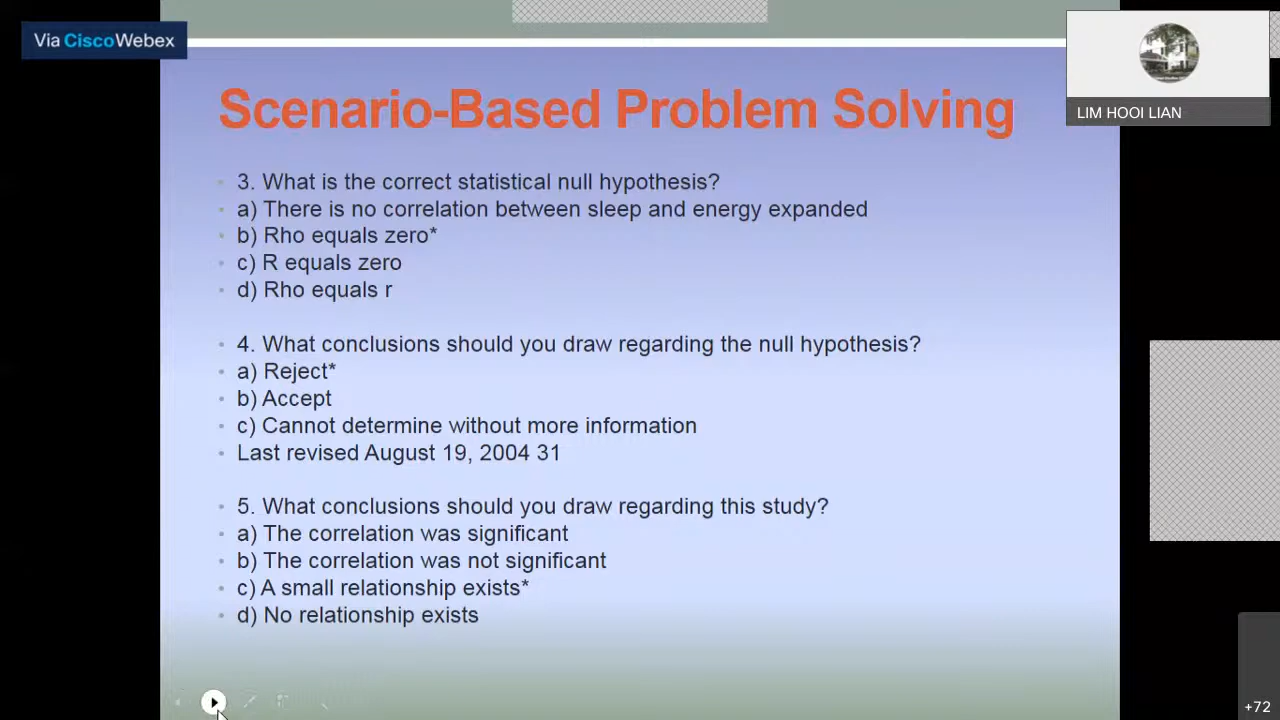 Via CiscoWebex
LIM HOOI LIAN
Scenario-Based Problem Solving
3. What is the correct statistical null hypothesis?
a) There is no correlation between sleep and energy expanded
b) Rho equals zero*
c) R equals zero
d) Rho equals r
4. What conclusions should you draw regarding the null hypothesis?
a) Reject*
b) Accept
c) Cannot determine without more information
Last revised August 19, 2004 31
5. What conclusions should you draw regarding this study?
a) The correlation was significant
b) The correlation was not significant
c) A small relationship exists*
d) No relationship exists
+72